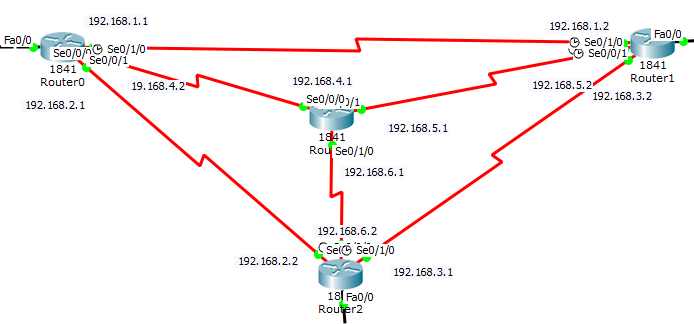 192.168.1.1
192.168.1.2
Fa0/0
Fa0/0
Se0/1/0
Se0/1/0
Se0/0/1
Se0/0/1
1841
Router0
1841
Router1
19.168.4.2
192.168.4.1
192.168.5.2
192.168.3.2
192.168.2.1
Se0/0/0
192.168.5.1
1841
Se0/1/0
192.168.6.1
192.168.6.2
Se0/1/0
192.168.2.2
192.168.3.1
Fa0/0
Router2